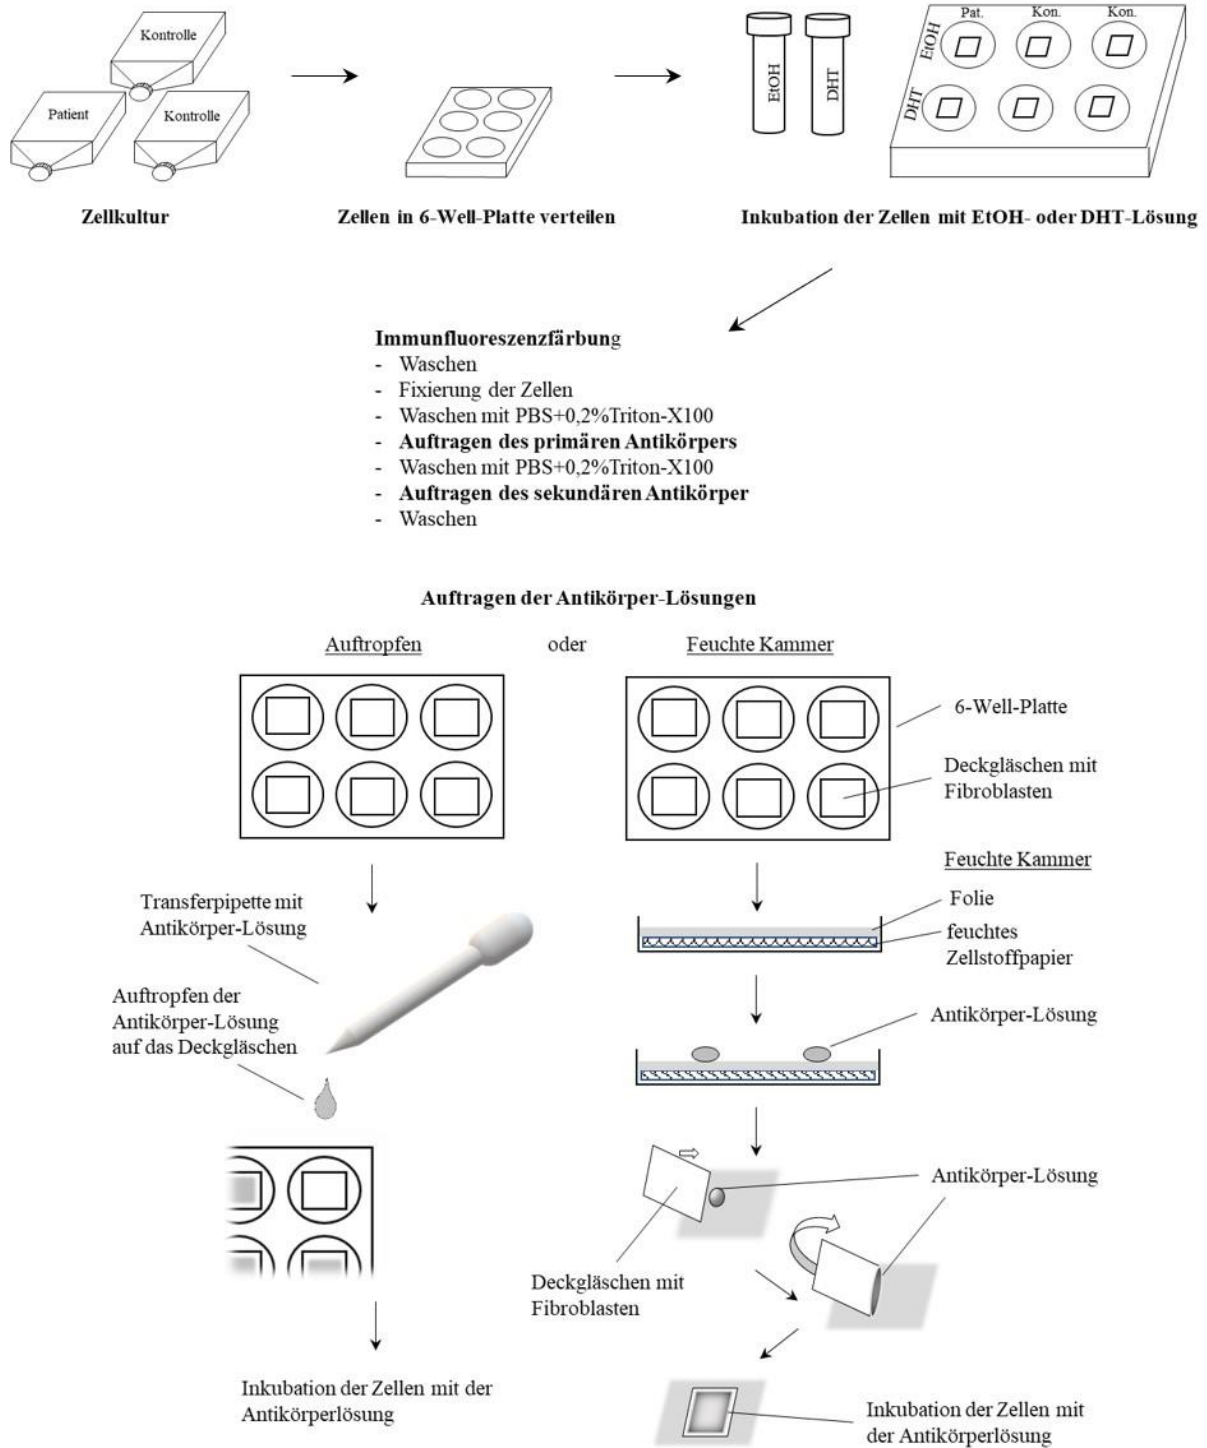 Kontrolle
Patient
Kontrolle
EtOH
DHT
Pat.
Kon.
Kon.
EtOH
DHT
Zellkultur
Zellen in 6-Well-Platte verteilen
Inkubation der Zellen mit EtOH- oder DHT-Lösung
Immunfluoreszenzfärbung
- Waschen
- Fixierung der Zellen
- Waschen mit PBS+0,2%Triton-X100
- Auftragen des primären Antikörpers
- Waschen mit PBS+0,2%Triton-X100
- Auftragen des sekundären Antikörper
- Waschen
Auftragen der Antikörper-Lösungen
Auftropfen
oder
Feuchte Kammer
6-Well-Platte
Deckgläschen mit
Fibroblasten
Feuchte Kammer
Folie
feuchtes
Zellstoffpapier
Transferpipette mit
Antikörper-Lösung
Auftropfen der
Antikörper-Lösung
auf das Deckgläschen
Antikörper-Lösung
Antikörper-Lösung
Deckgläschen mit
Fibroblasten
Inkubation der Zellen mit der
Antikörperlösung
Inkubation der Zellen mit
der Antikörperlösung